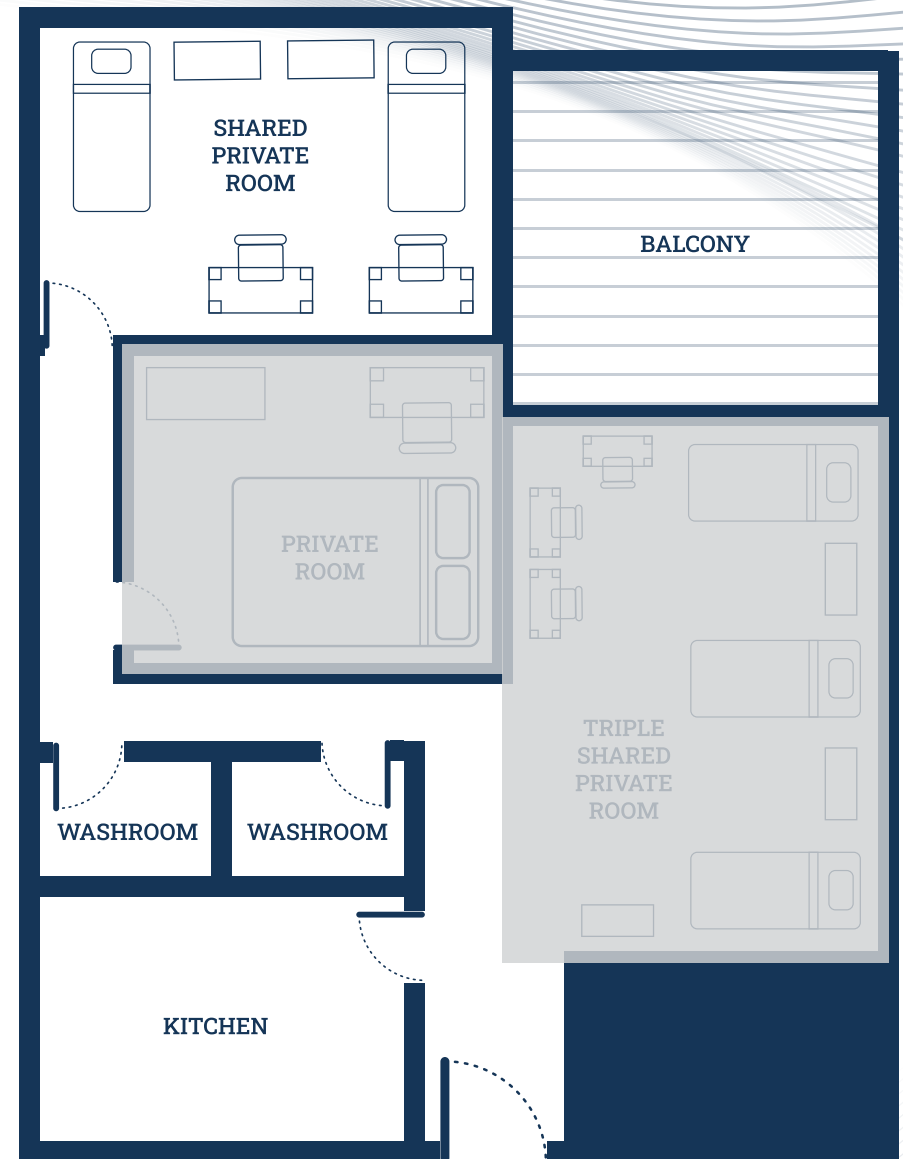 SHARED
PRIVATE
ROOM
BALCONY
PRIVATE
ROOM
TRIPLE
SHARED
PRIVATE
ROOM
WASHROOM
WASHROOM
KITCHEN